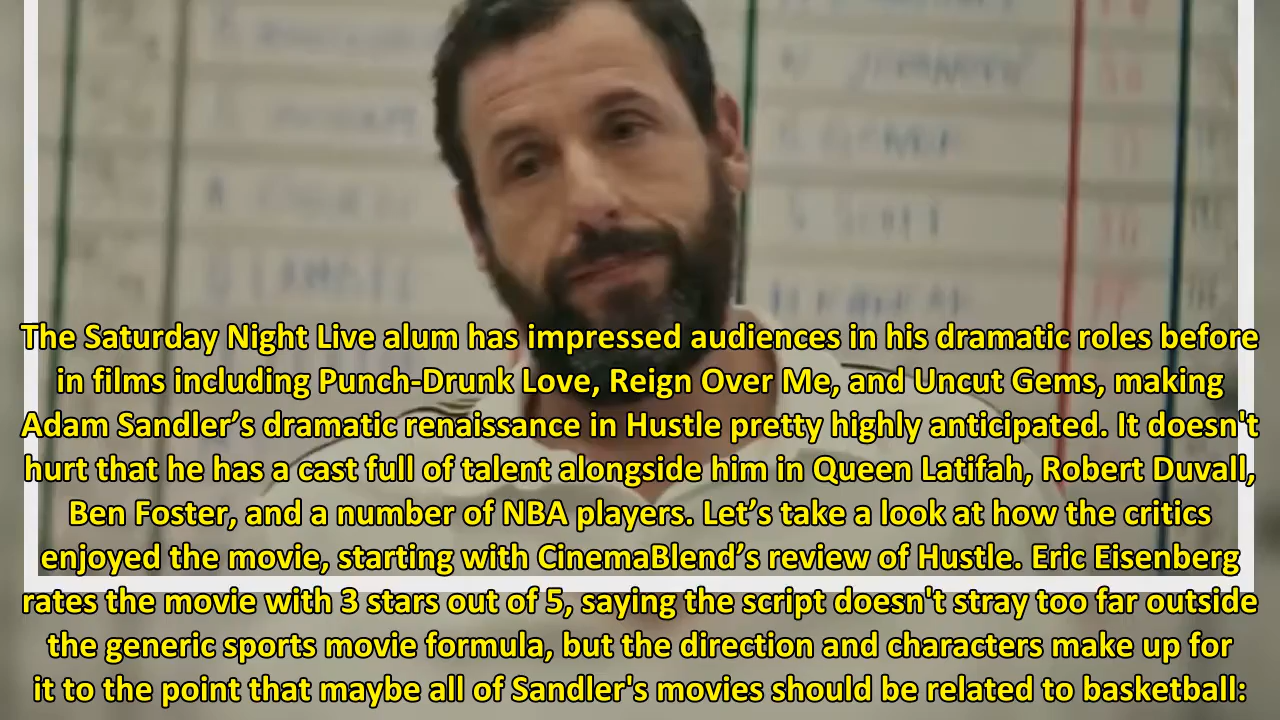 The Saturday Night Live alum has impressed audiences in his dramatic roles before
in films including Punch-Drunk Love, Reign Over Me, and Uncut Gems, making
Adam Sandler’s dramatic renaissance in Hustle pretty highly anticipated. It doesn't
hurt that he has a cast full of talent alongside him in Queen Latifah, Robert Duvall,
Ben Foster, and a number of NBA players. Let’s take a look at how the critics
enjoyed the movie, starting with CinemaBlend’s review of Hustle. Eric Eisenberg
rates the movie with 3 stars out of 5, saying the script doesn't stray too far outside
the generic sports movie formula, but the direction and characters make up for
it to the point that maybe all of Sandler's movies should be related to basketball: